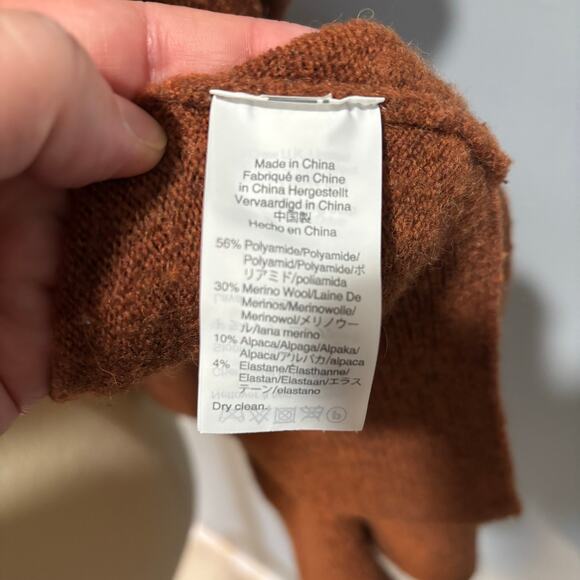 Made in China
Fabriqué en Chine
in China Hergestellt
Vervaardigd in China
中国製
Hecho en China
56% Polyamide/Polyamide/
Polyamid/Polyamide/ポ
リアミド/poliamida
30% Merino Wool/Laine De
Merinos/Merinowolle/
Merinowol/メリノウー
ル/lana merino
10% Alpaca/Alpaga/Alpaka/
Alpaca/アルパカ/alpaca
4% Elastane/Élasthanne/
Elastan/Elastaan/エラス
テーン/elastano
Dry clean.